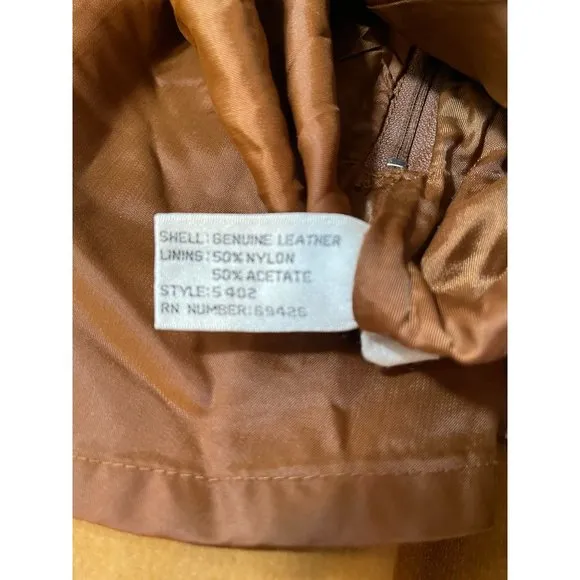 SHELL:GENUINE LEATHER
LINING:50%NYLON
50%ACETATE
STYLE:5402
RN NUMBER:69426